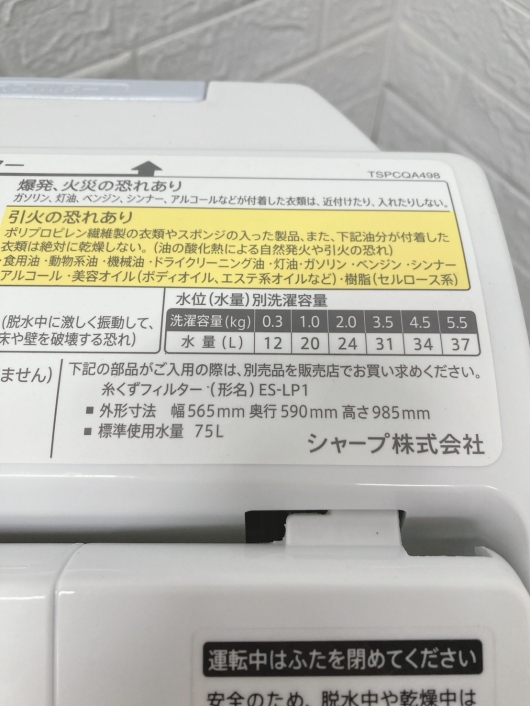 TSPCQA498
爆発、火災の恐れあり
ガソリン、灯油、ベンジン、シンナー、アルコールなどが付着した衣類は、近付けたり、入れたりしない。
引火の恐れあり
ポリプロピレン繊維製の衣類やスポンジの入った製品、また、下記油分が付着した
衣類は絶対に乾燥しない。(油の酸化熱による自然発火や引火の恐れ)
・食用油・動物系油・機械油・ドライクリーニング油・灯油・ガソリン・ベンジン・シンナー
アルコール・美容オイル(ボディオイル、エステ系オイルなど)・樹脂(セルロース系)
(脱水中に激しく振動して、
床や壁を破壊する恐れ)
水位(水量)別洗濯容量
洗濯容量(kg) 0.3 1.0 2.0 3.5 4.5 5.5
水量(L) 12 20 24 31 34 37
ません)
下記の部品がご入用の際は、別売品を販売店でお買い求めください。
糸くずフィルター・(形名) ES-LP1
■ 外形寸法 幅565mm 奥行590mm 高さ985mm
■ 標準使用水量 75L
シャープ株式会社
運転中はふたを閉めてください
安全のため、脱水中や乾燥中は